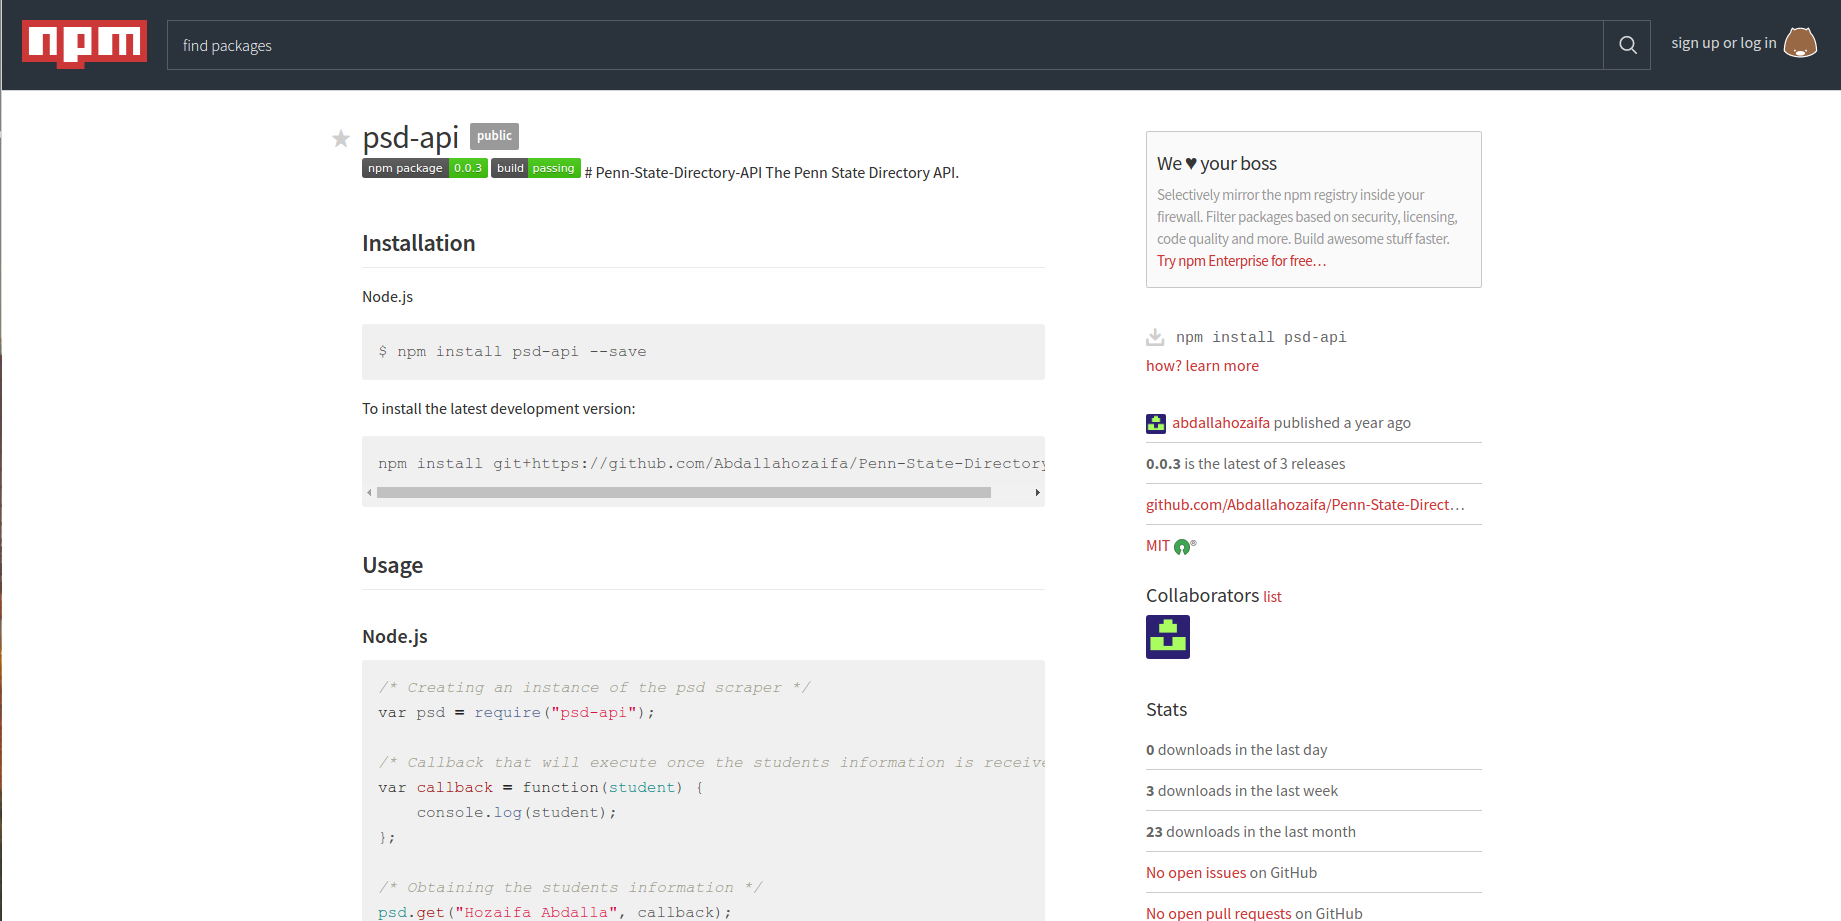 npm
find packages
sign up or log in
psd-api public
npm package 0.0.3 build passing # Penn-State-Directory-API The Penn State Directory API.
Installation
Node.js
$ npm install psd-api --save
To install the latest development version:
npm install git+https://github.com/Abdallahozaifa/Penn-State-Directory
Usage
Node.js
/* Creating an instance of the psd scraper */
var psd = require("psd-api");
/* Callback that will execute once the students information is receive
var callback = function(student) {
console.log(student);
};
/* Obtaining the students information */
psd.get("Hozaifa Abdalla", callback);
We ♥ your boss
Selectively mirror the npm registry inside your
firewall. Filter packages based on security, licensing,
code quality and more. Build awesome stuff faster.
Try npm Enterprise for free…
npm install psd-api
how? learn more
abdallahozaifa published a year ago
0.0.3 is the latest of 3 releases
github.com/Abdallahozaifa/Penn-State-Direct…
MIT ®
Collaborators list
Stats
0 downloads in the last day
3 downloads in the last week
23 downloads in the last month
No open issues on GitHub
No open pull requests on GitHub